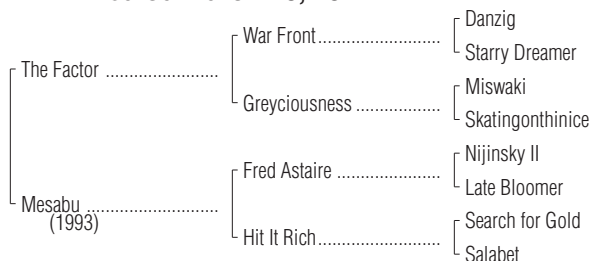 Danzig
War Front........................
Starry Dreamer
The Factor ......................
Miswaki
Greyciousness .................
Skatingonthinice
Nijinsky II
Fred Astaire ....................
Late Bloomer
Mesabu ..........................
(1993)
Search for Gold
Hit It Rich........................
Salabet